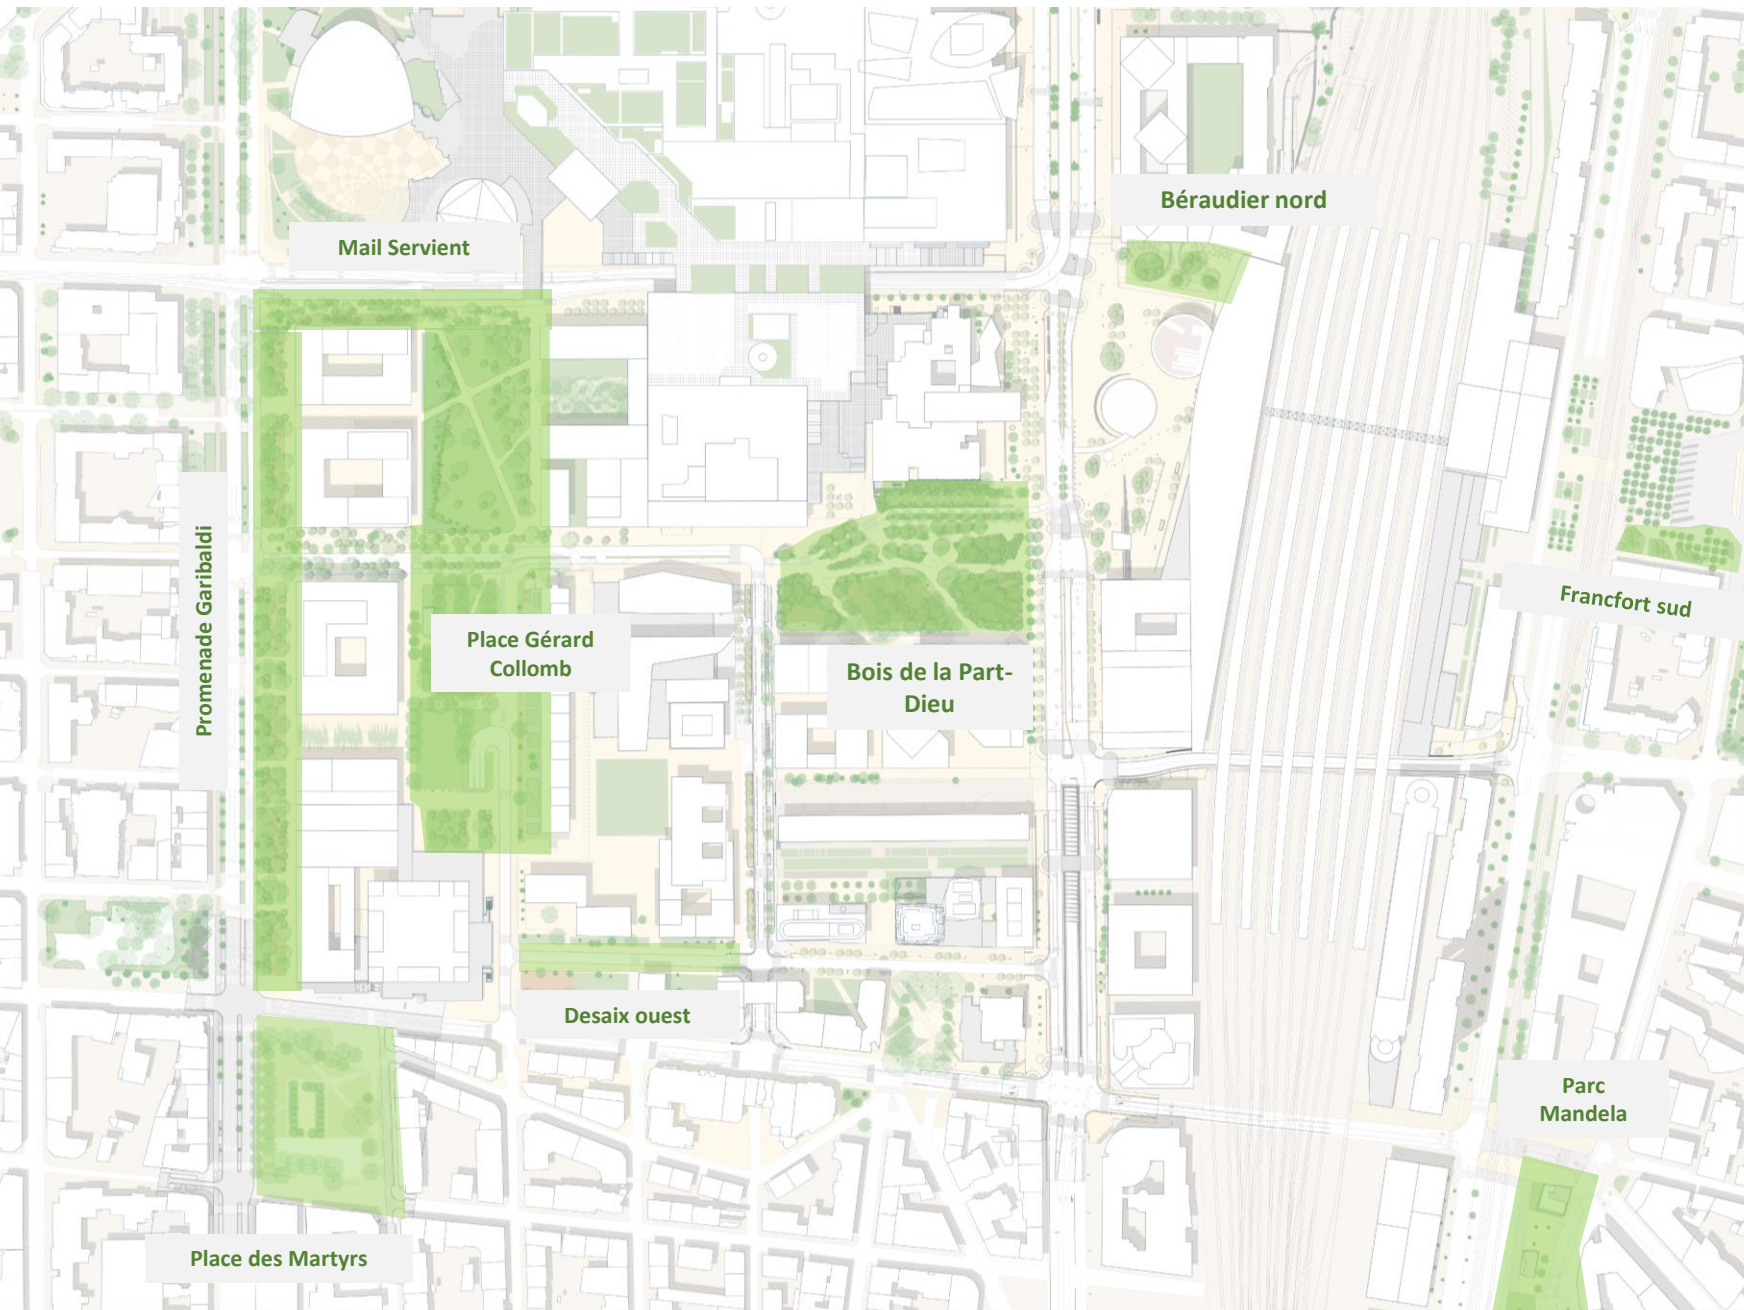 Béraudier nord
Mail Servient
Promenade Garibaldi
Francfort sud
Place Gérard
Collomb
Bois de la Part-
Dieu
Desaix ouest
Parc
Mandela
Place des Martyrs